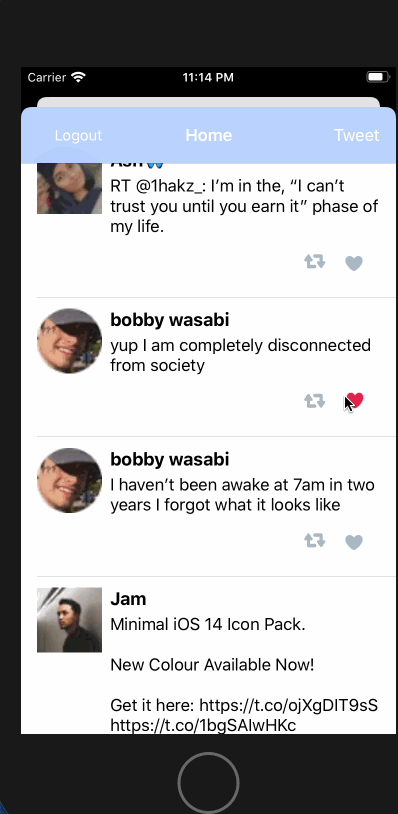 Carrier 11:14 PM
Logout Home Tweet
Ash
RT @1hakz_: I’m in the, “I can’t
trust you until you earn it” phase of
my life.
bobby wasabi
yup I am completely disconnected
from society
bobby wasabi
I haven’t been awake at 7am in two
years I forgot what it looks like
Jam
Minimal iOS 14 Icon Pack.
New Colour Available Now!
Get it here: https://t.co/ojXgDIT9sS
https://t.co/1bgSAlwHKc